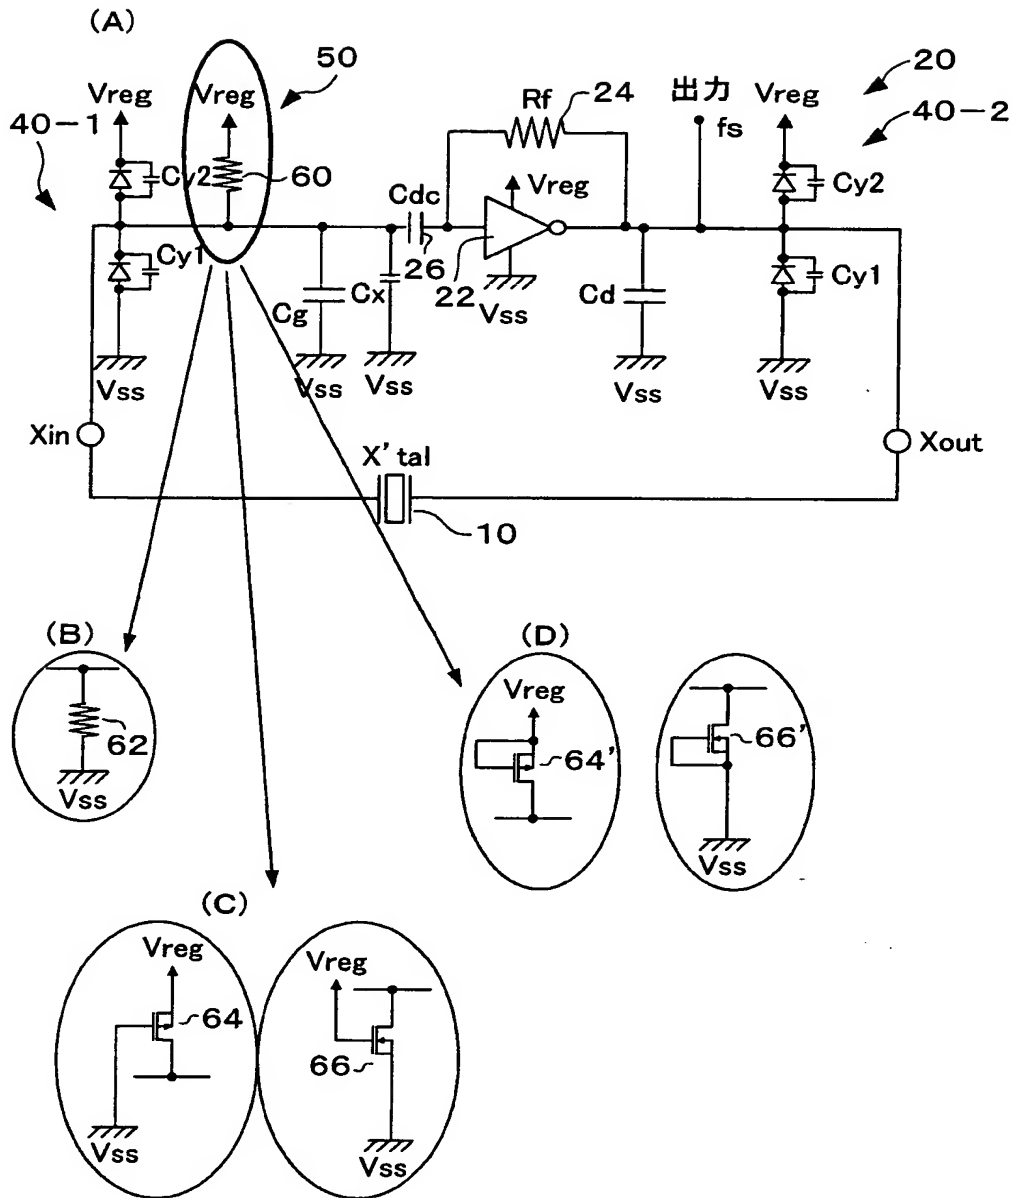 (A)
50
20
40-1
Vreg
Vreg
Rf
24
出力
fs
Vreg
40-2
Cy2
60
Cdc
Vreg
Cy2
Cy1
26
22
Vss
Cg
Cx
Cd
Cy1
Vss
Vss
Vss
Vss
Vss
Xin
X'tal
Xout
10
(B)
62
Vss
(D)
Vreg
64'
66'
Vss
(C)
Vreg
64
Vss
Vreg
66
Vss